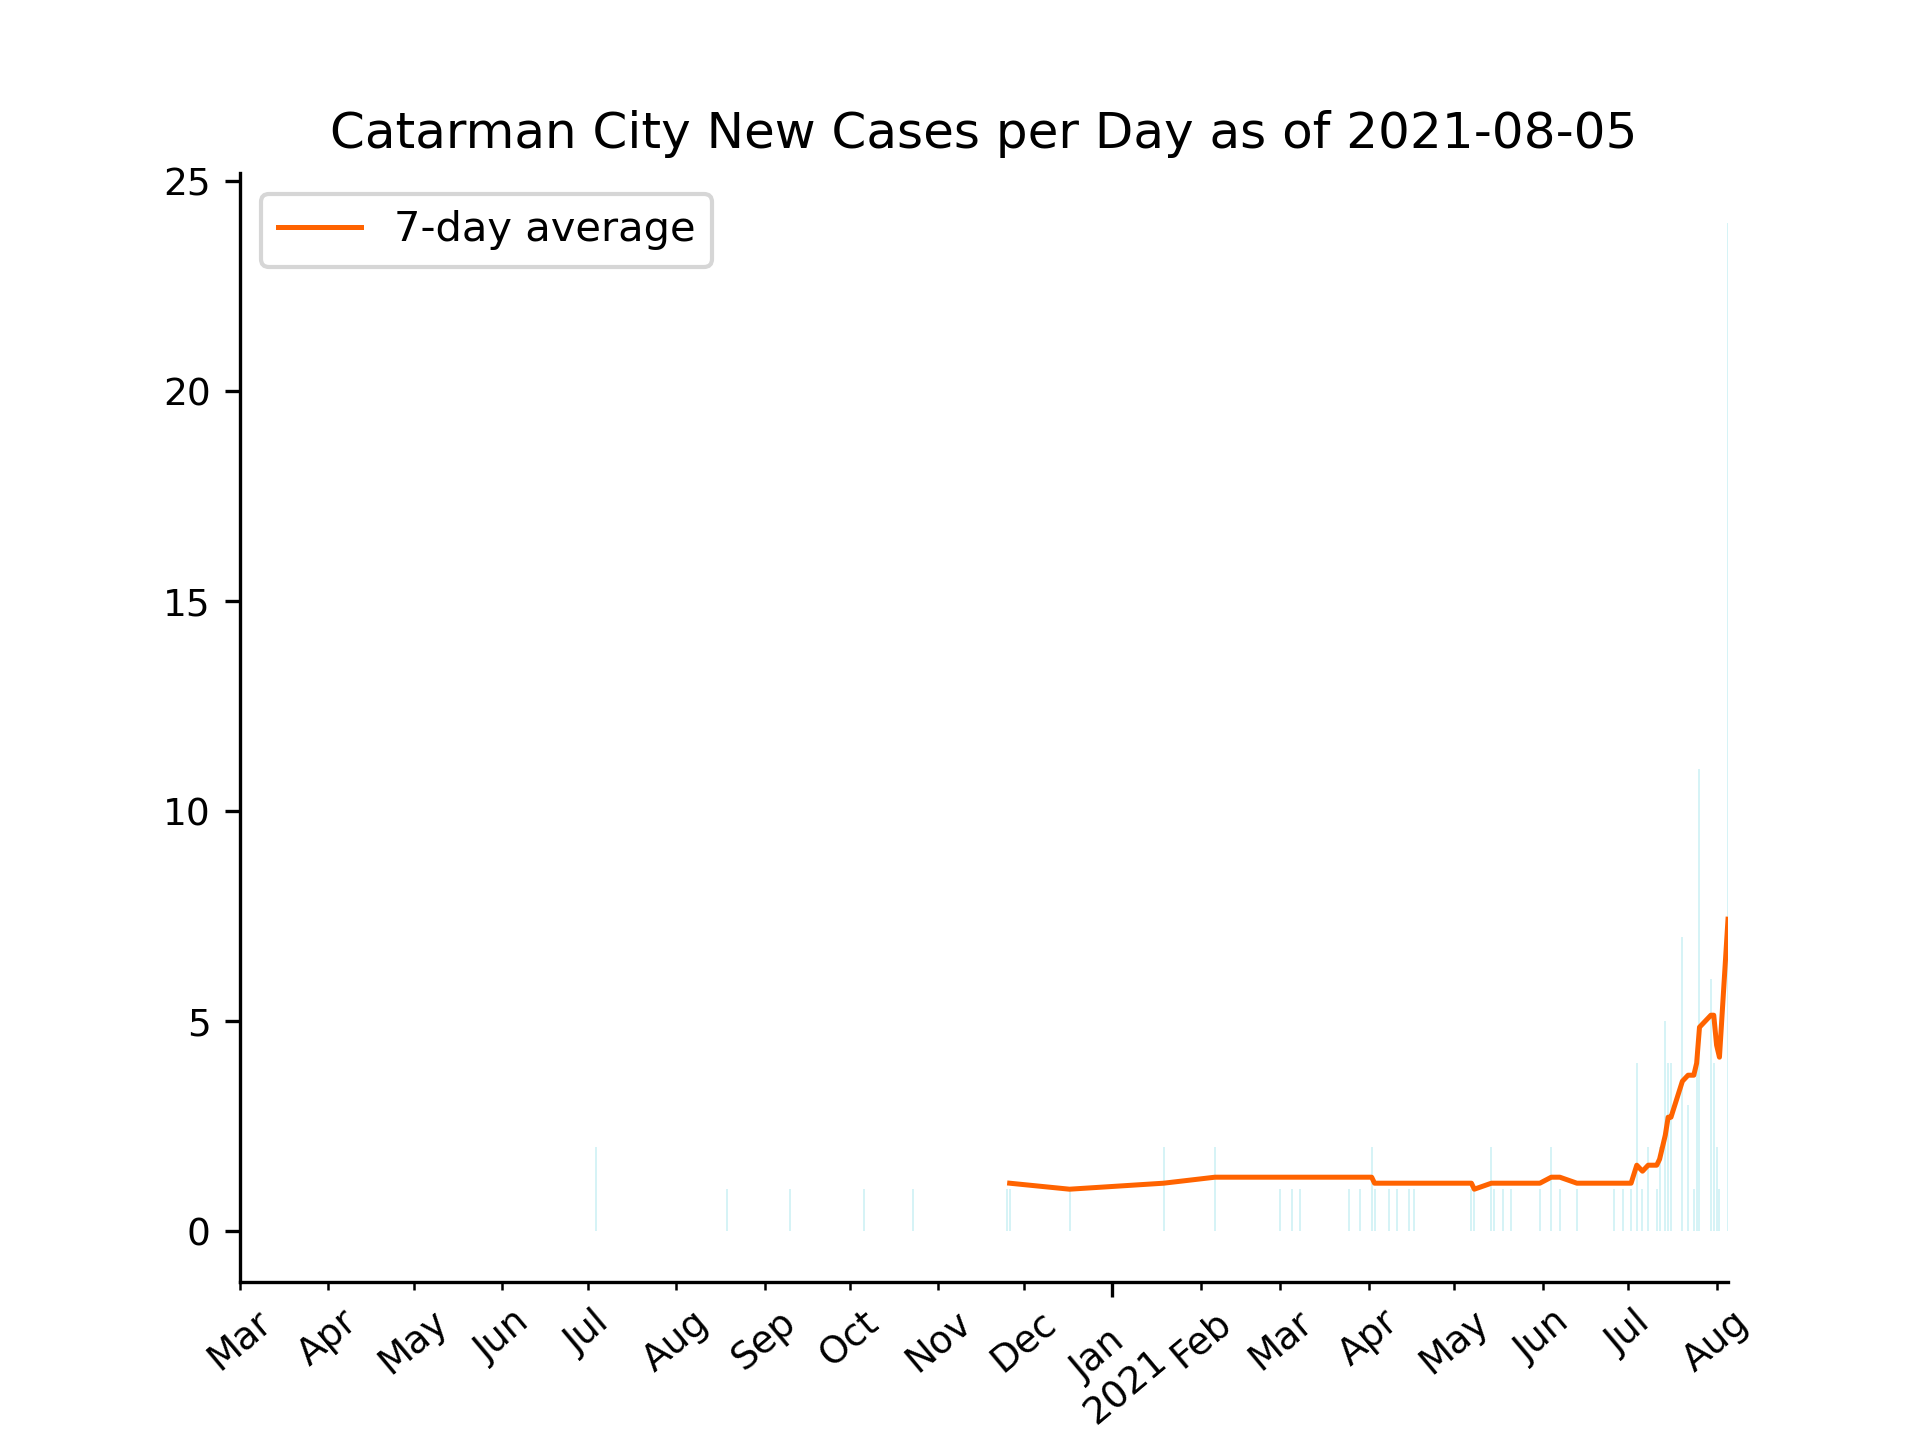 Catarman City New Cases per Day as of 2021-08-05
7-day average
25
20
15
10
5
0
Mar Apr May Jun Jul Aug Sep Oct Nov Dec Jan Feb Mar Apr May Jun Jul Aug
2021